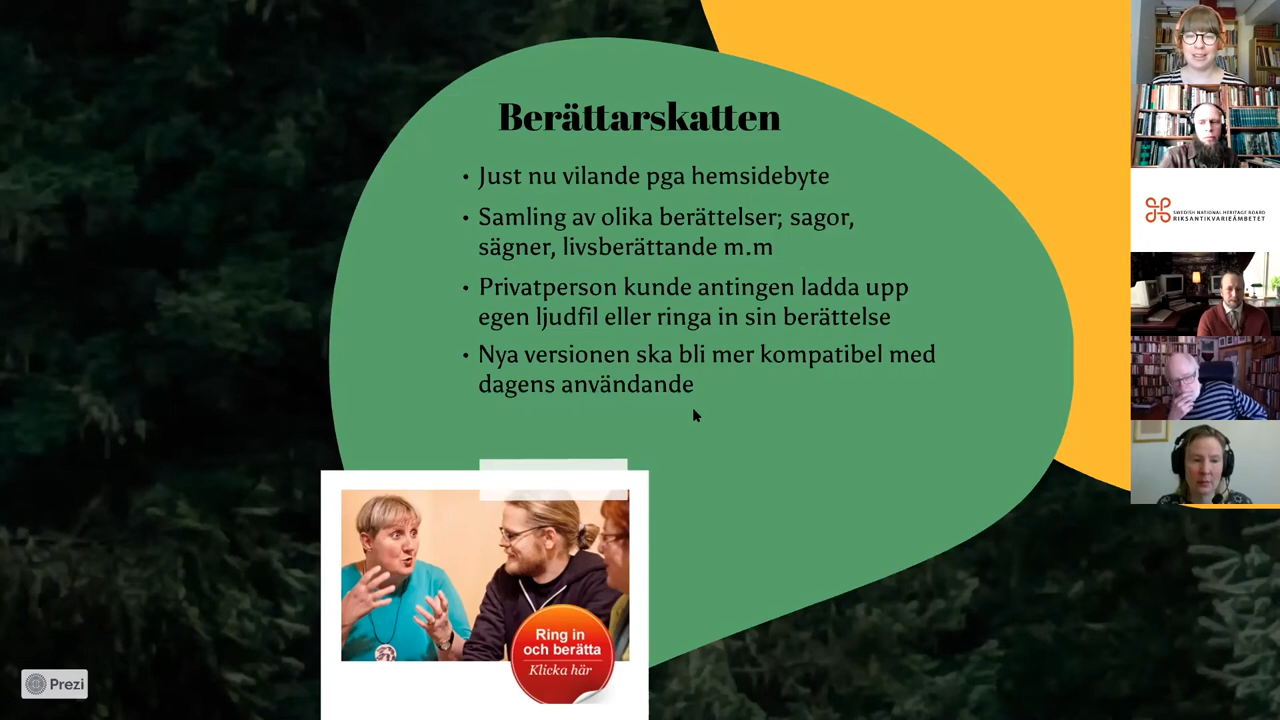 Berättarskatten
• Just nu vilande pga hemsidebyte
• Samling av olika berättelser; sagor,
sägner, livsberättande m.m
• Privatperson kunde antingen ladda upp
egen ljudfil eller ringa in sin berättelse
• Nya versionen ska bli mer kompatibel med
dagens användande
Ring in
och berätta
Klicka här
Prezi
SWEDISH NATIONAL HERITAGE BOARD
RIKSANTIKVARIEÄMBETET